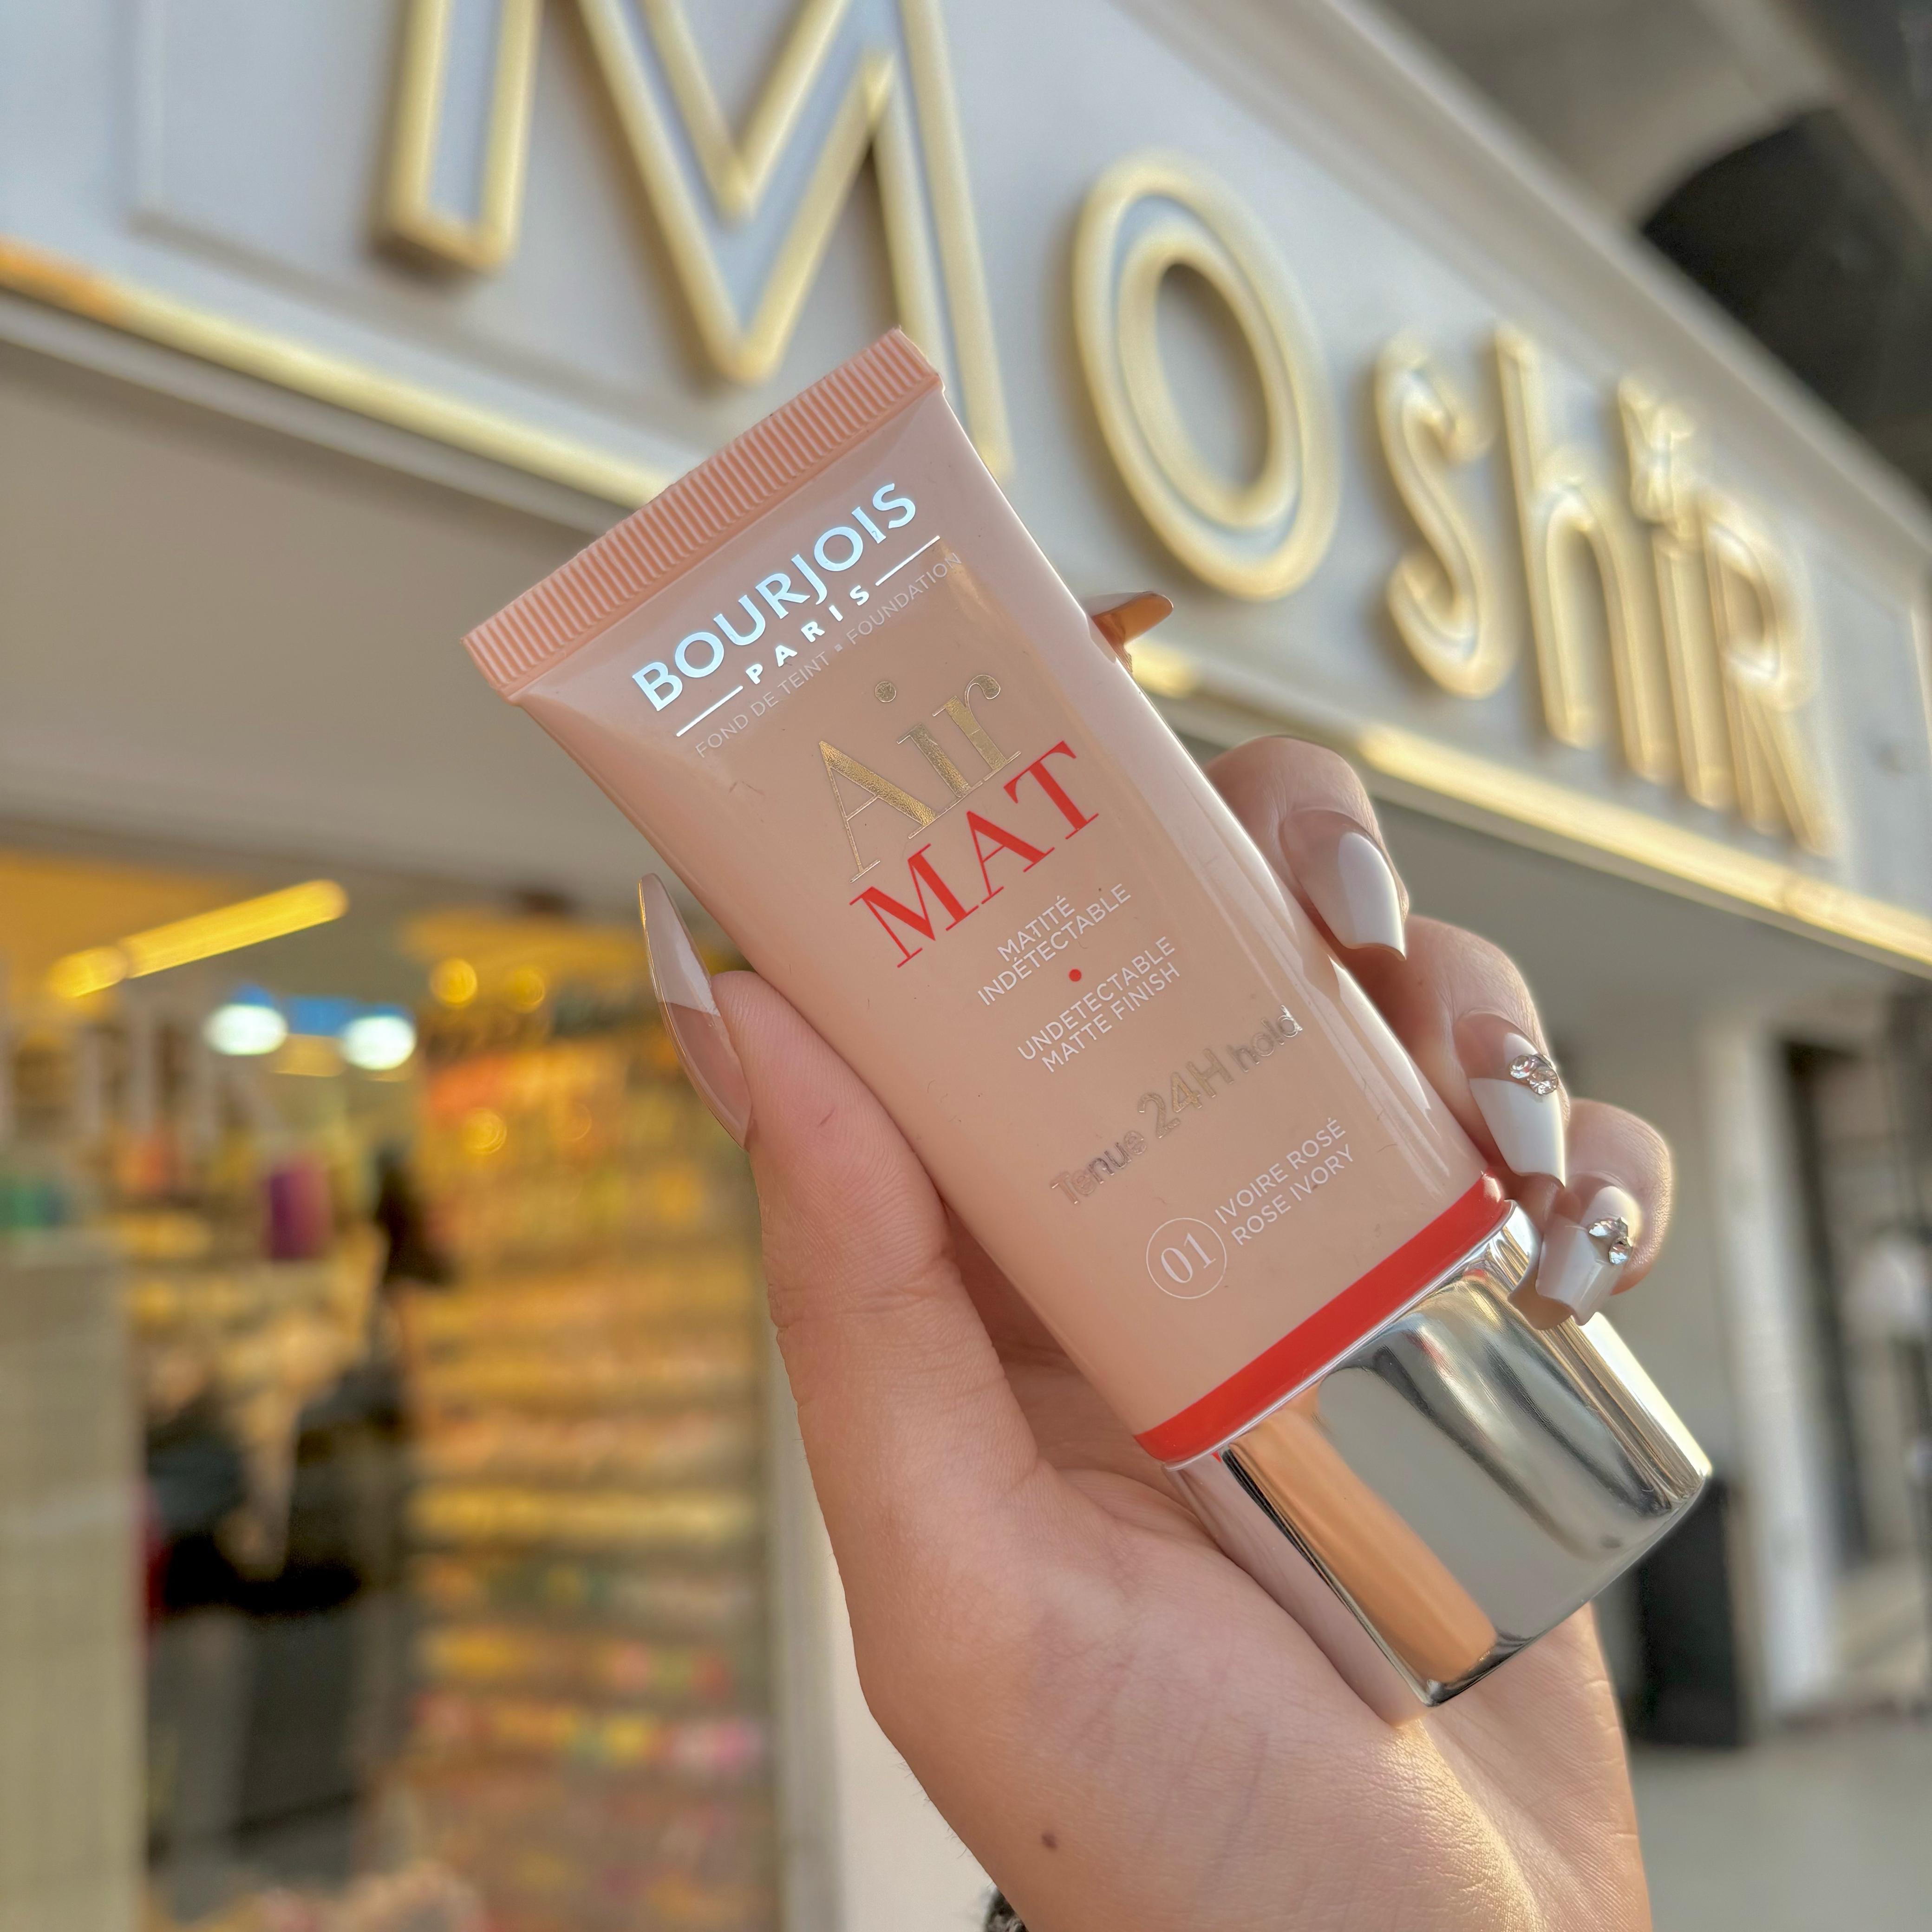 MoshiR
BOURJOIS
PARIS
FOND DE TEINT • FOUNDATION
Air
MAT
MATITÉ
INDÉTECTABLE
UNDETECTABLE
MATTE FINISH
Tenue 24H hold
01
IVOIRE ROSÉ
ROSE IVORY